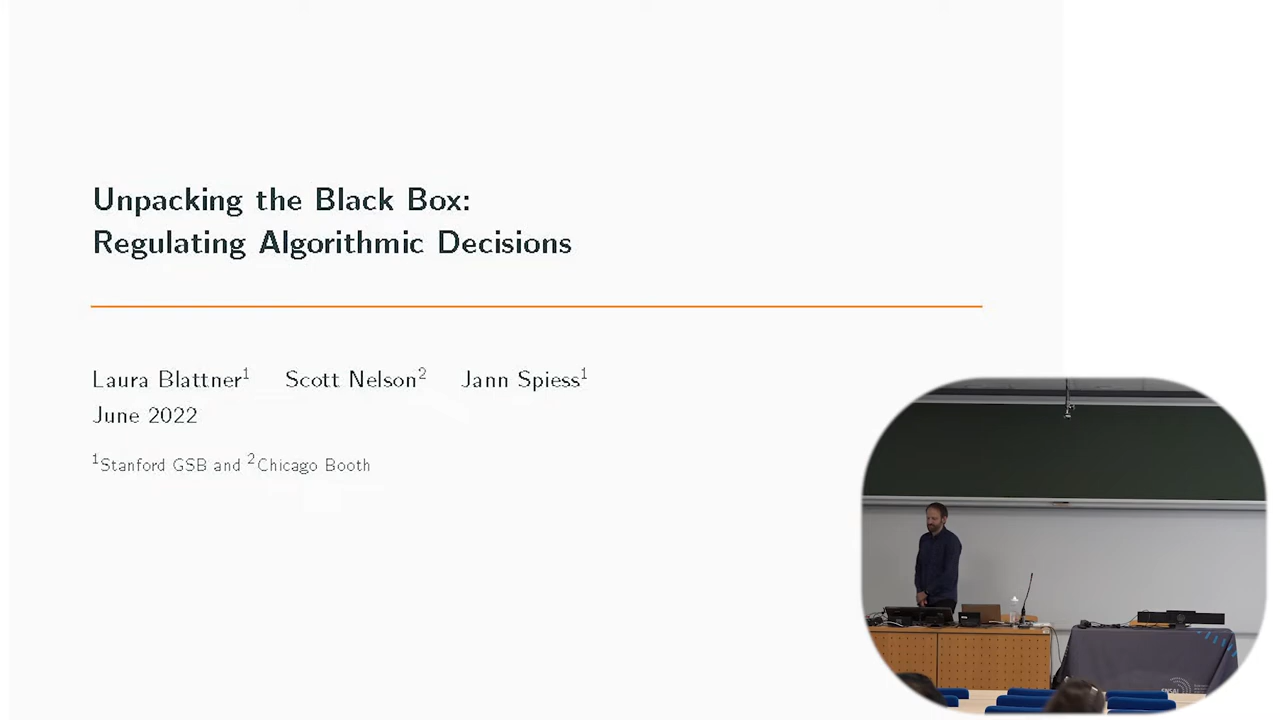 Unpacking the Black Box:
Regulating Algorithmic Decisions
Laura Blattner¹ Scott Nelson² Jann Spiess¹
June 2022
¹Stanford GSB and ²Chicago Booth